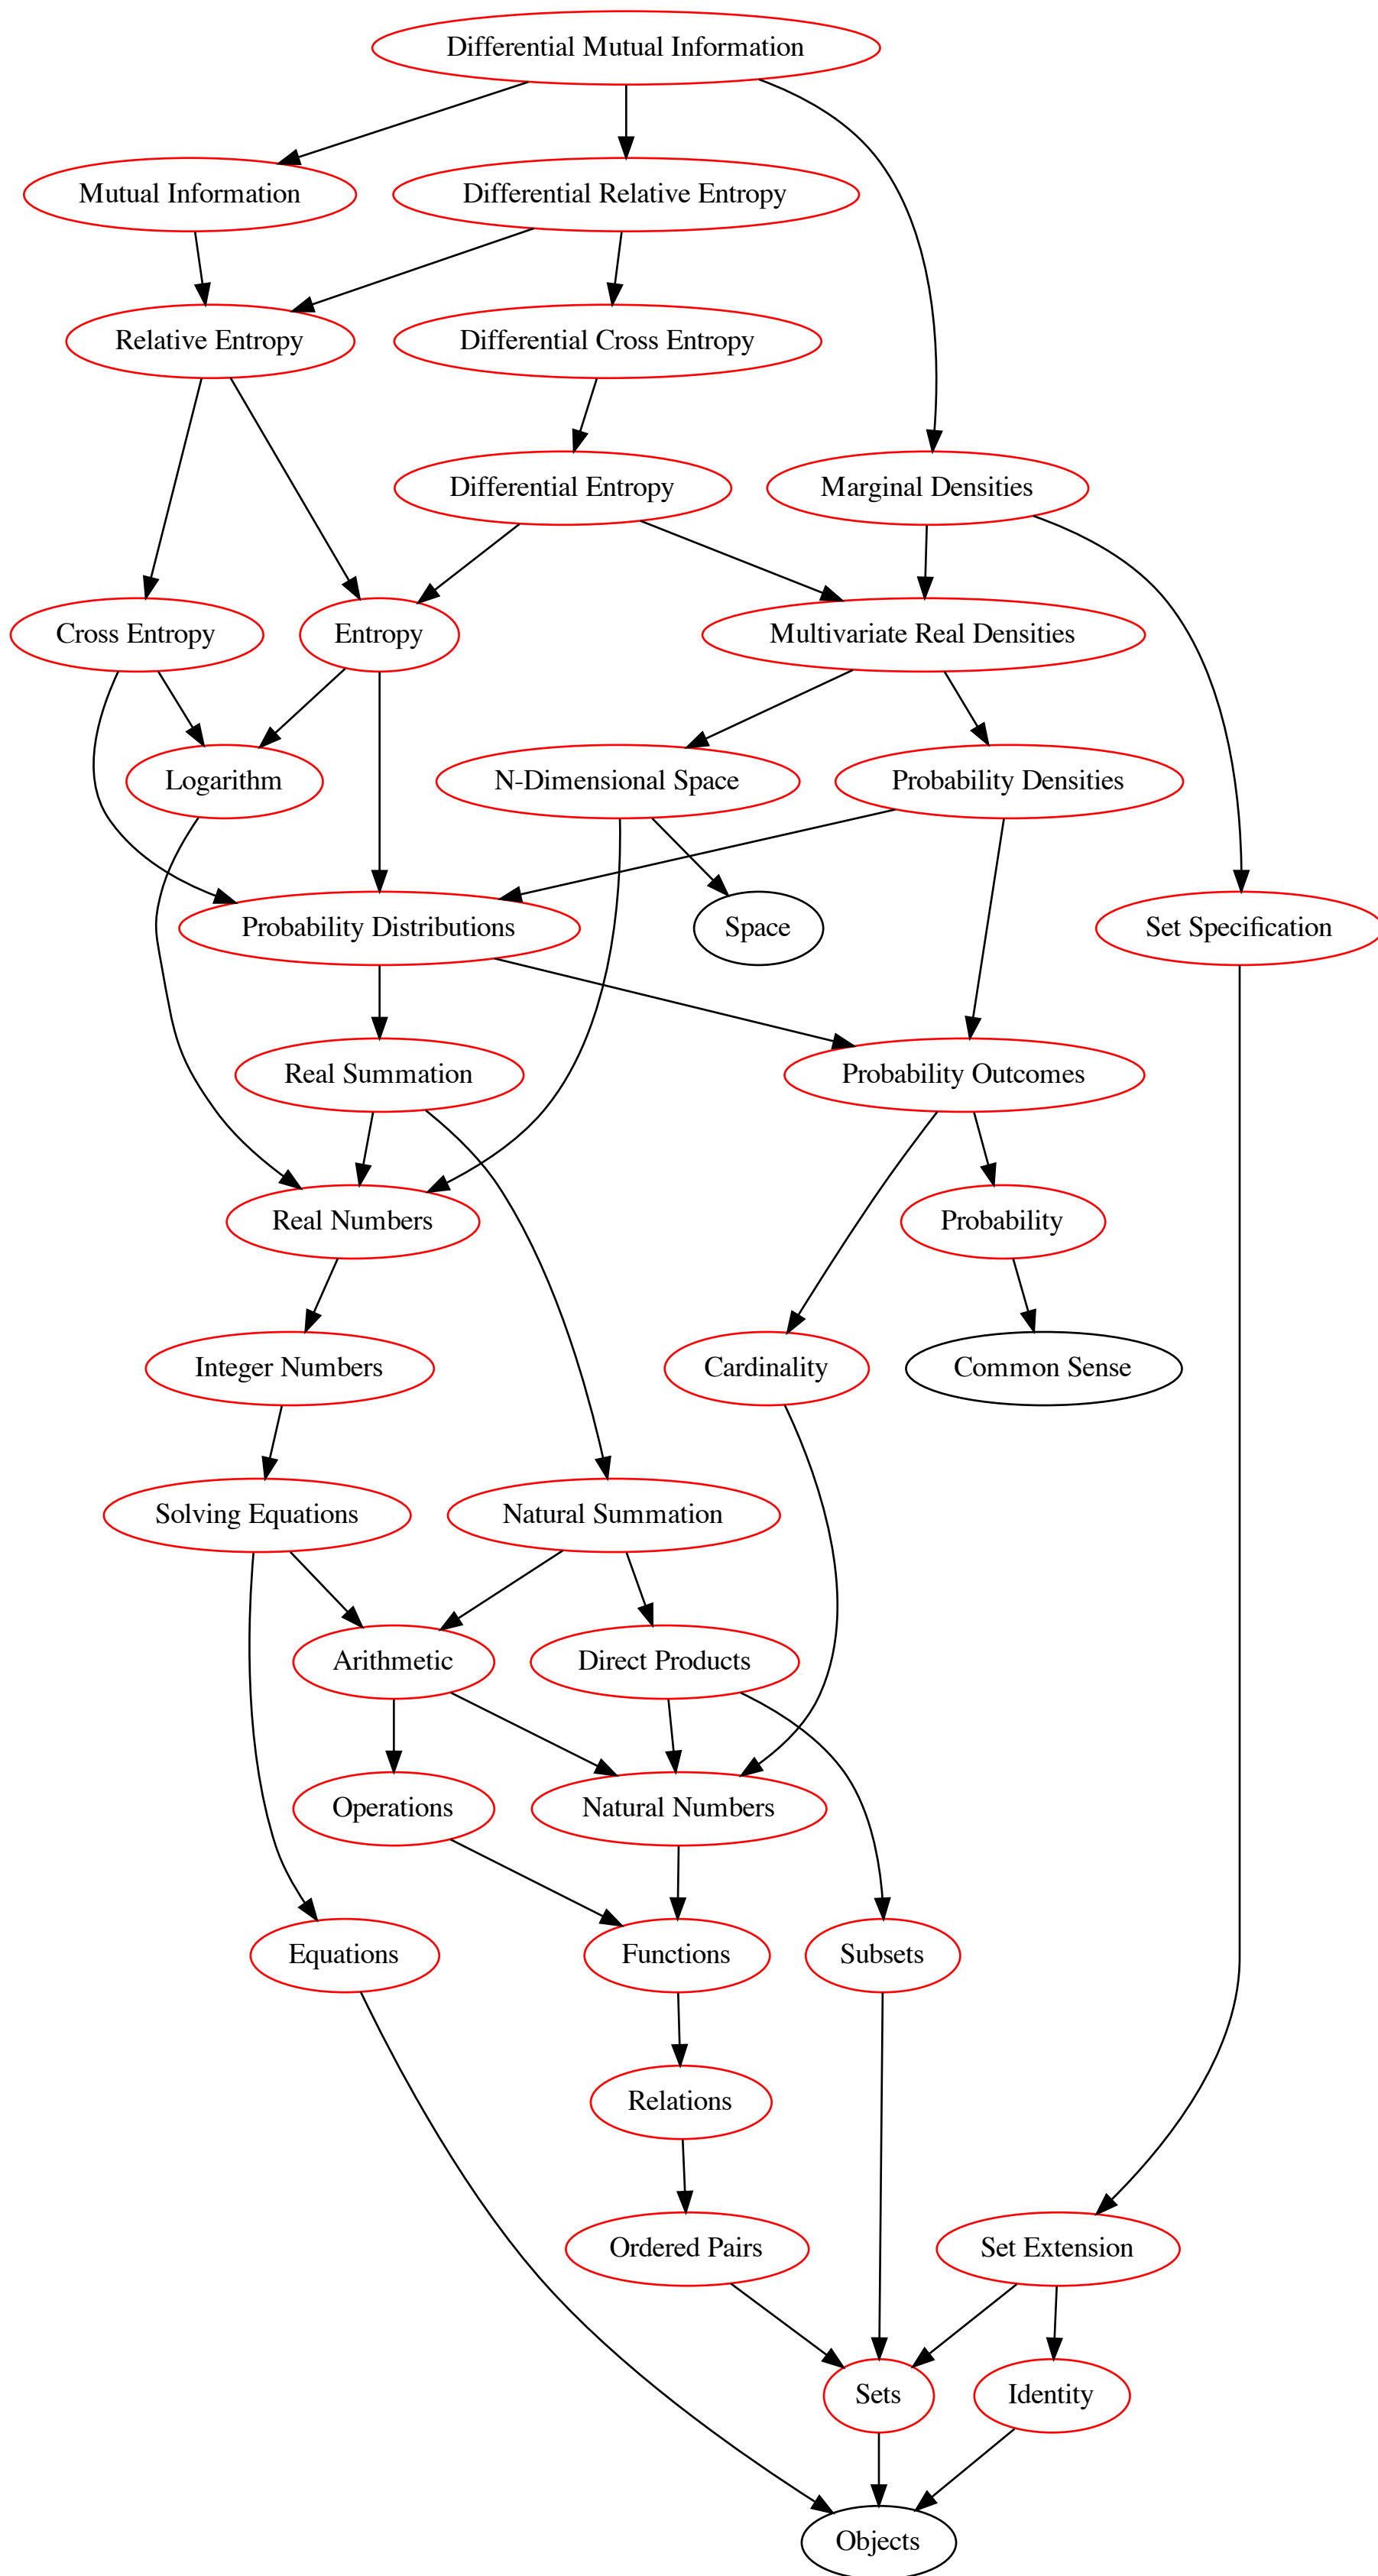 Differential Mutual Information
Mutual Information
Differential Relative Entropy
Relative Entropy
Differential Cross Entropy
Differential Entropy
Marginal Densities
Cross Entropy
Entropy
Multivariate Real Densities
Logarithm
N-Dimensional Space
Probability Densities
Probability Distributions
Space
Set Specification
Real Summation
Probability Outcomes
Real Numbers
Probability
Integer Numbers
Cardinality
Common Sense
Solving Equations
Natural Summation
Arithmetic
Direct Products
Operations
Natural Numbers
Equations
Functions
Subsets
Relations
Ordered Pairs
Set Extension
Sets
Identity
Objects